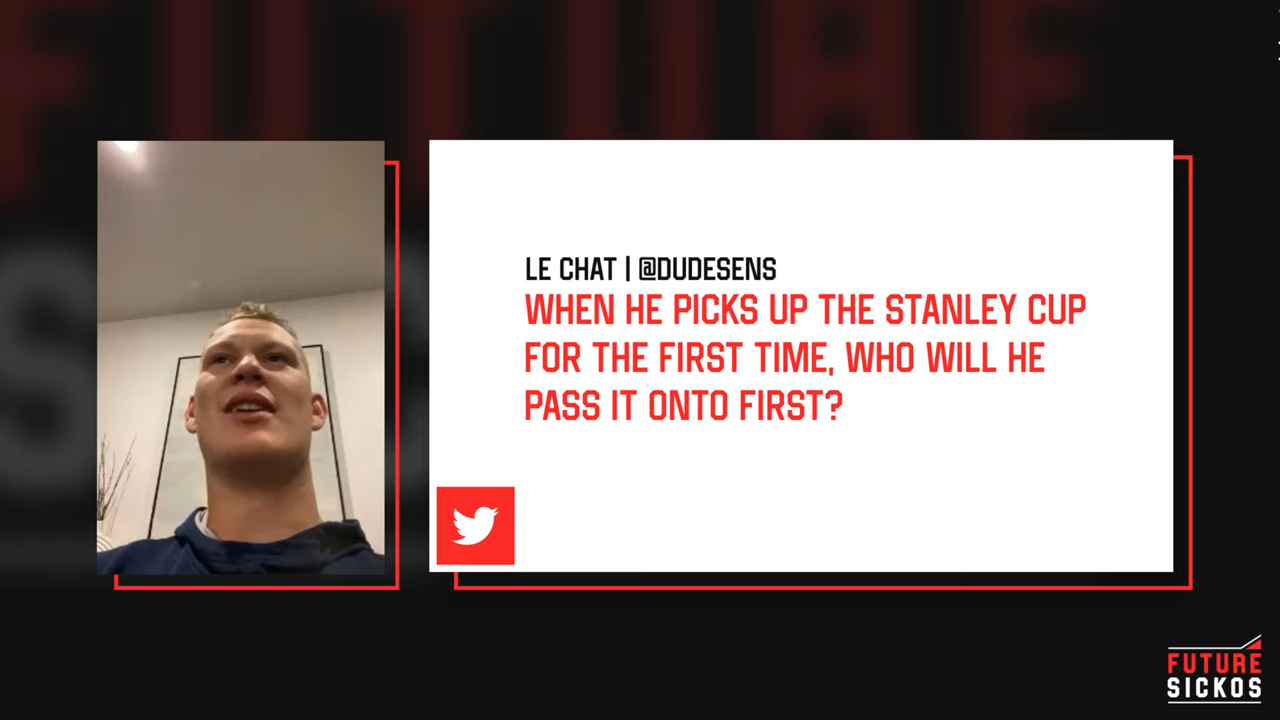 FUTURE
LE CHAT | @DUDESENS
WHEN HE PICKS UP THE STANLEY CUP
FOR THE FIRST TIME, WHO WILL HE
PASS IT ONTO FIRST?
FUTURE
SICKOS